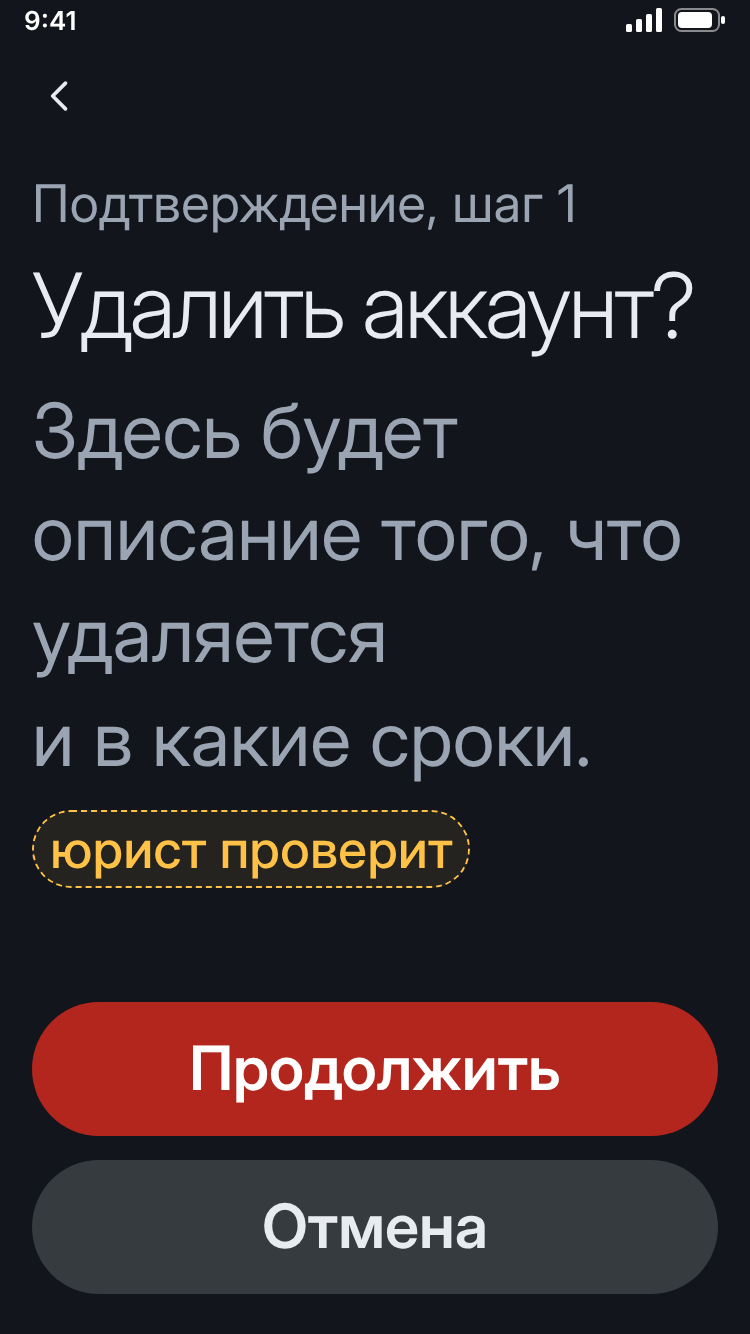 9:41
Подтверждение, шаг 1
Удалить аккаунт?
Здесь будет
описание того, что
удаляется
и в какие сроки.
юрист проверит
Продолжить
Отмена